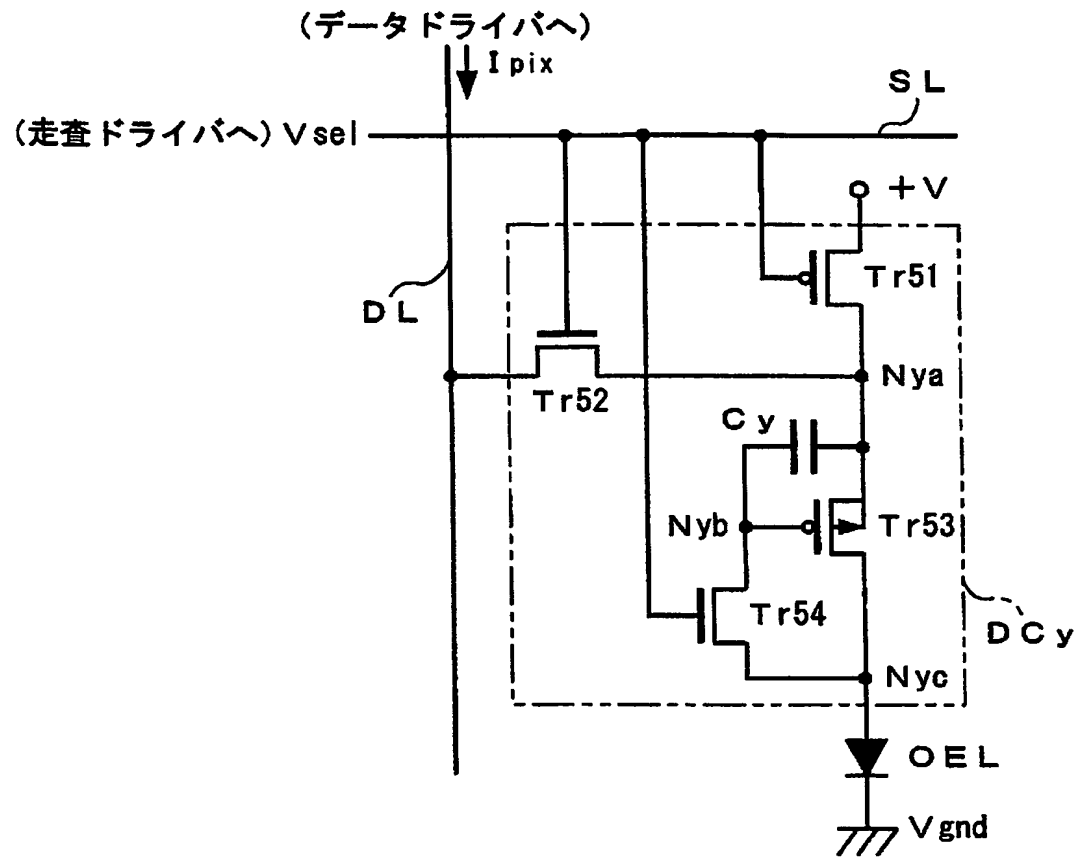 (データドライバへ)
Ipix
SL
(走査ドライバへ) Vsel
+V
Tr51
DL
Nya
Tr52
Cy
Nyb
Tr53
Tr54
DCy
Nyc
OEL
Vgnd